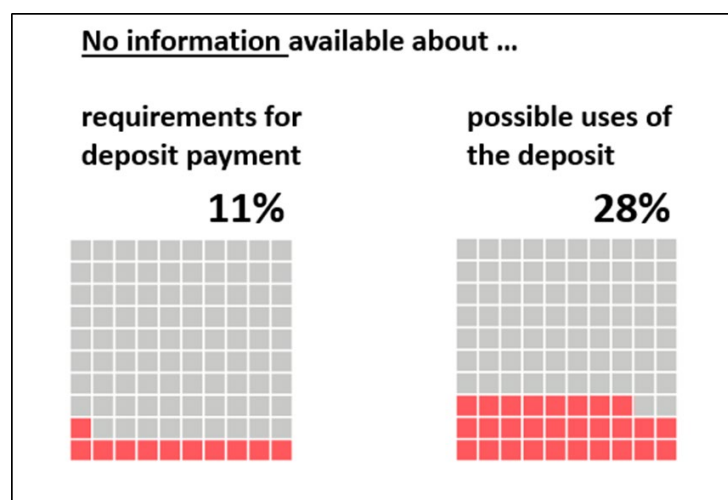 No information available about ...
requirements for
deposit payment
11%
possible uses of
the deposit
28%